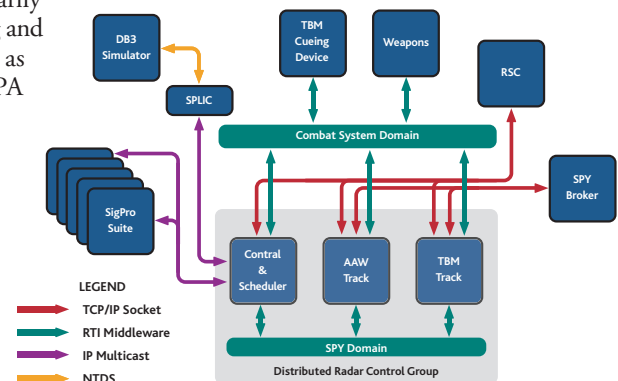 arly
and
as
PA
DB3
Simulator
SPLIC
TBM
Cueing
Device
Weapons
RSC
Combat System Domain
SigPro
Suite
SPY
Broker
Contral
&
Scheduler
AAW
Track
TBM
Track
SPY Domain
Distributed Radar Control Group
LEGEND
TCP/IP Socket
RTI Middleware
IP Multicast
NTDS